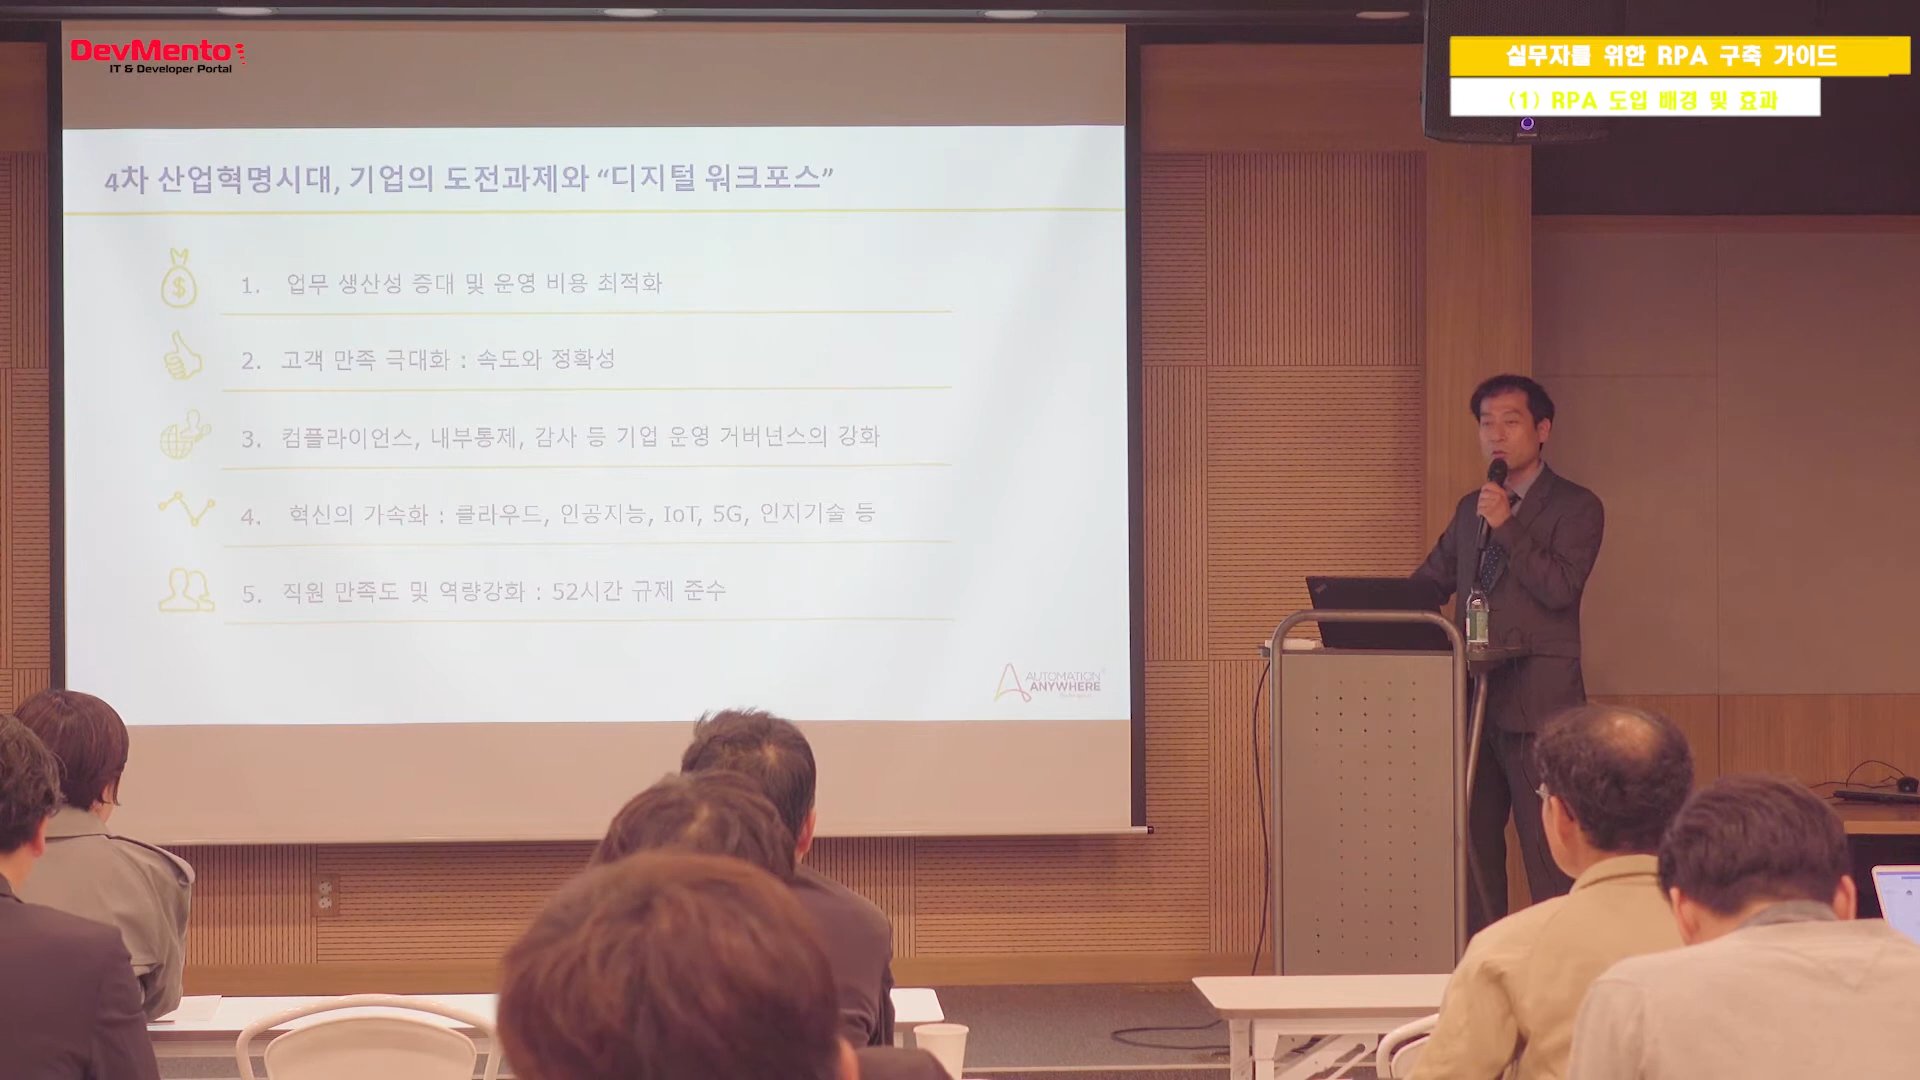 DevMento
IT & Developer Portal
실무자를 위한 RPA 구축 가이드
(1) RPA 도입 배경 및 효과
4차 산업혁명시대, 기업의 도전과제와 “디지털 워크포스”
$
1. 업무 생산성 증대 및 운영 비용 최적화
2. 고객 만족 극대화 : 속도와 정확성
3. 컴플라이언스, 내부통제, 감사 등 기업 운영 거버넌스의 강화
4. 혁신의 가속화 : 클라우드, 인공지능, IoT, 5G, 인지기술 등
5. 직원 만족도 및 역량강화 : 52시간 규제 준수
AUTOMATION
ANYWHERE